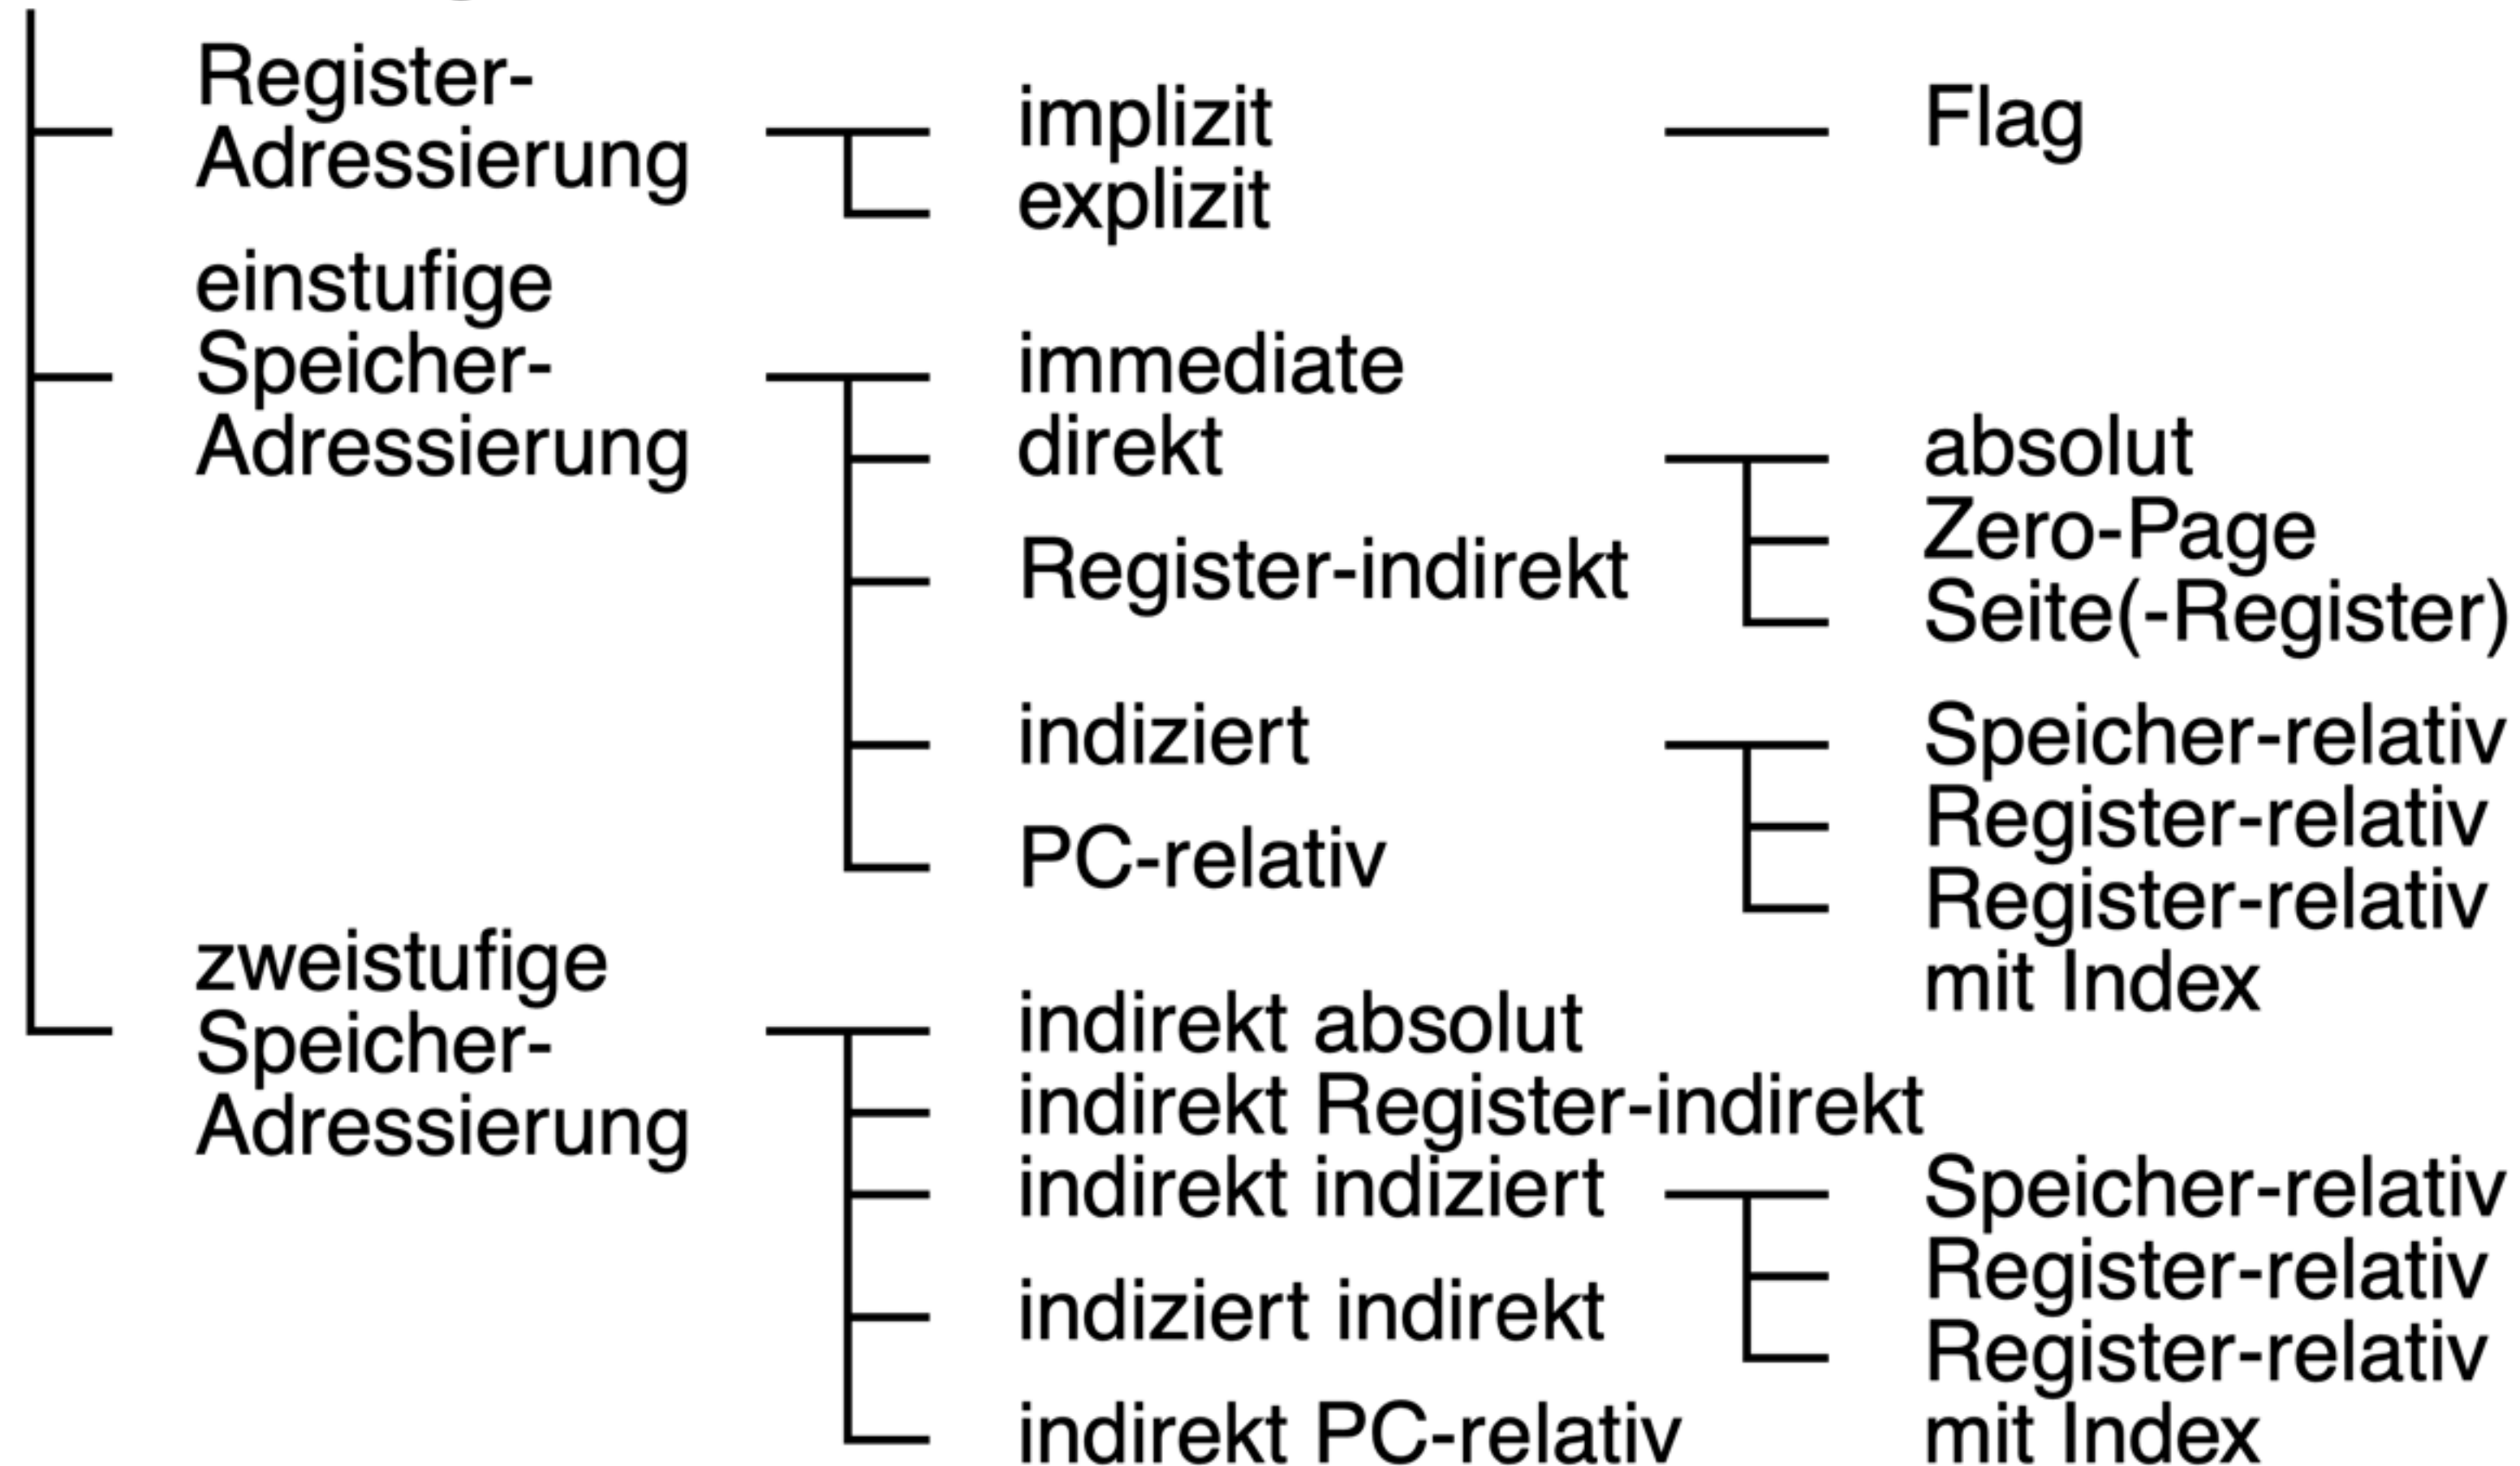 Register-
Adressierung
implizit
explizit
Flag
einstufige
Speicher-
Adressierung
immediate
direkt
Register-indirekt
indiziert
PC-relativ
absolut
Zero-Page
Seite(-Register)
Speicher-relativ
Register-relativ
Register-relativ
mit Index
zweistufige
Speicher-
Adressierung
indirekt absolut
indirekt Register-indirekt
indirekt indiziert
indiziert indirekt
indirekt PC-relativ
Speicher-relativ
Register-relativ
Register-relativ
mit Index